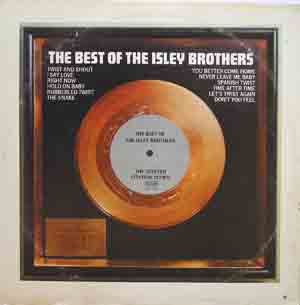 THE BEST OF THE ISLEY BROTHERS
TWIST AND SHOUT
I SAY LOVE
RIGHT NOW
HOLD ON BABY
RUBBERLEG TWIST
THE SNAKE
YOU BETTER COME HOME
NEVER LEAVE ME BABY
SPANISH TWIST
TIME AFTER TIME
LET'S TWIST AGAIN
DON'T YOU FEEL
THE BEST OF
THE ISLEY BROTHERS